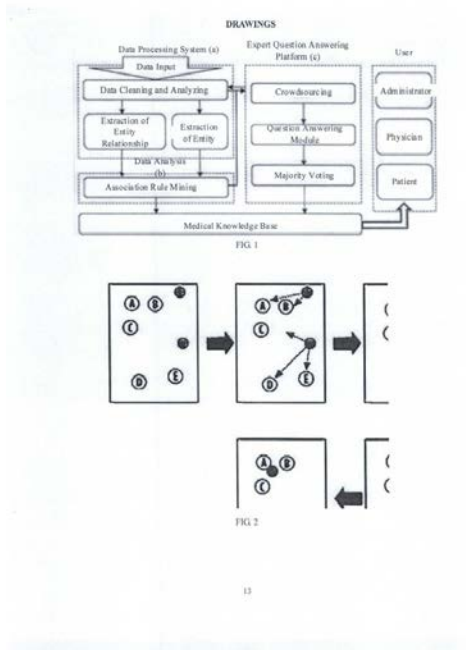 DRAWINGS
Data Processing System (a)
Expert Question Answering
Platform (c)
User
Data Input
Data Cleaning and Analyzing
Crowdsourcing
Administrator
Extraction of
Entity
Relationship
Extraction
of Entity
Question Answering
Module
Physician
Data Analysis
(b)
Association Rule Mining
Majority Voting
Patient
Medical Knowledge Base
FIG. 1
A B
C
D E
A B
C
D E
A B
C
FIG. 2
13